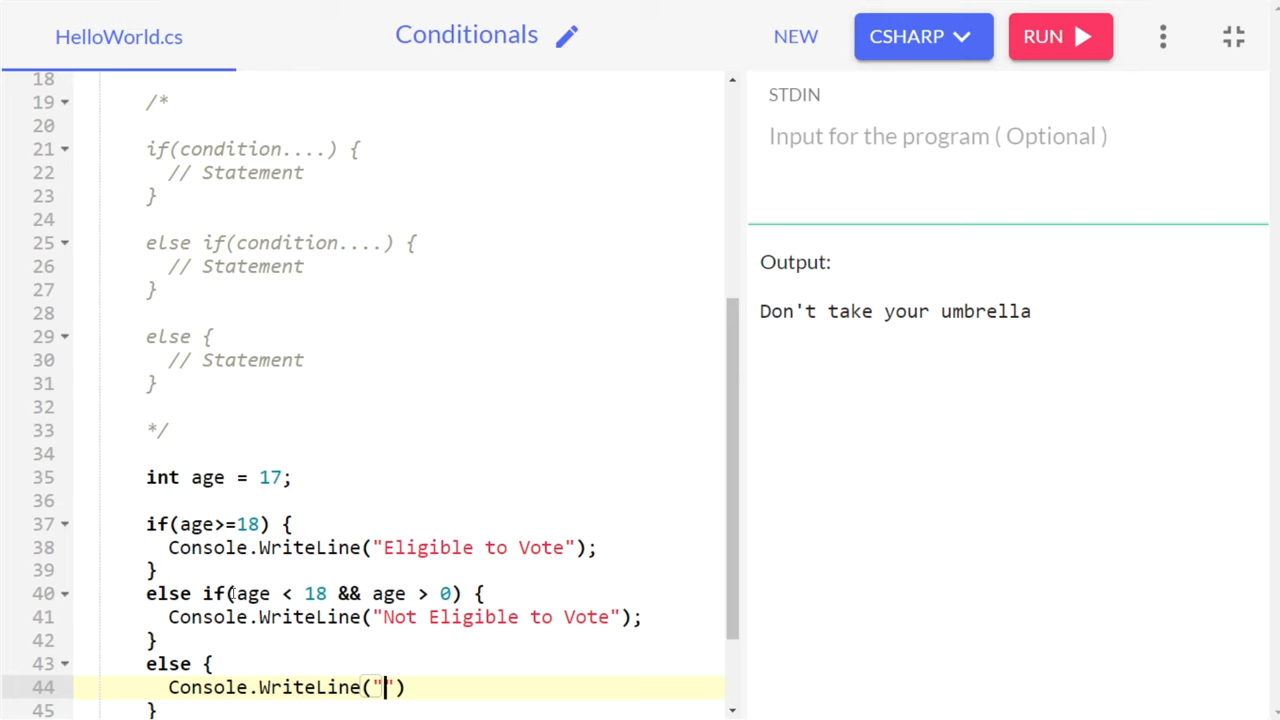 HelloWorld.cs
Conditionals
NEW
CSHARP
RUN
18
19 /*
20
21 if(condition....) {
22 // Statement
23 }
24
25 else if(condition....) {
26 // Statement
27 }
28
29 else {
30 // Statement
31 }
32
33 */
34
35 int age = 17;
36
37 if(age>=18) {
38 Console.WriteLine("Eligible to Vote");
39 }
40 else if(age < 18 && age > 0) {
41 Console.WriteLine("Not Eligible to Vote");
42 }
43 else {
44 Console.WriteLine("")
45 }
STDIN
Input for the program ( Optional )
Output:
Don't take your umbrella